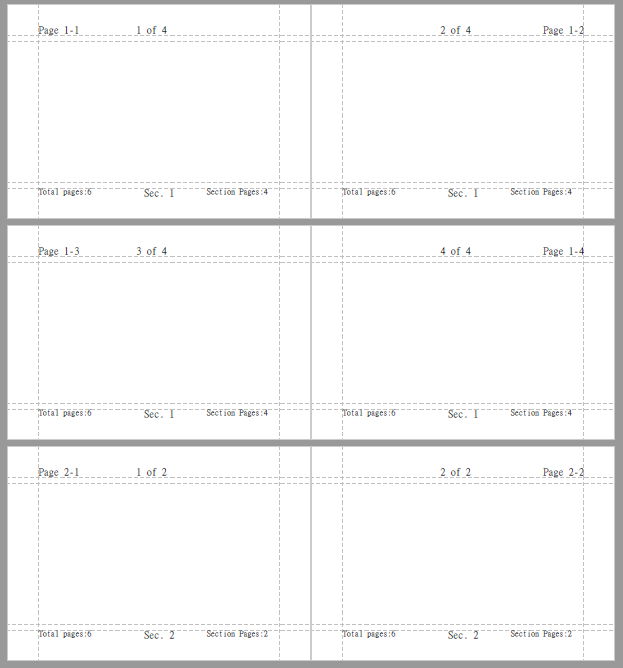 Page 1-1 1 of 4
Total pages:6 Sec. 1 Section Pages:4
2 of 4 Page 1-2
Total pages:6 Sec. 1 Section Pages:4
Page 1-3 3 of 4
Total pages:6 Sec. 1 Section Pages:4
4 of 4 Page 1-4
Total pages:6 Sec. 1 Section Pages:4
Page 2-1 1 of 2
Total pages:6 Sec. 2 Section Pages:2
2 of 2 Page 2-2
Total pages:6 Sec. 2 Section Pages:2